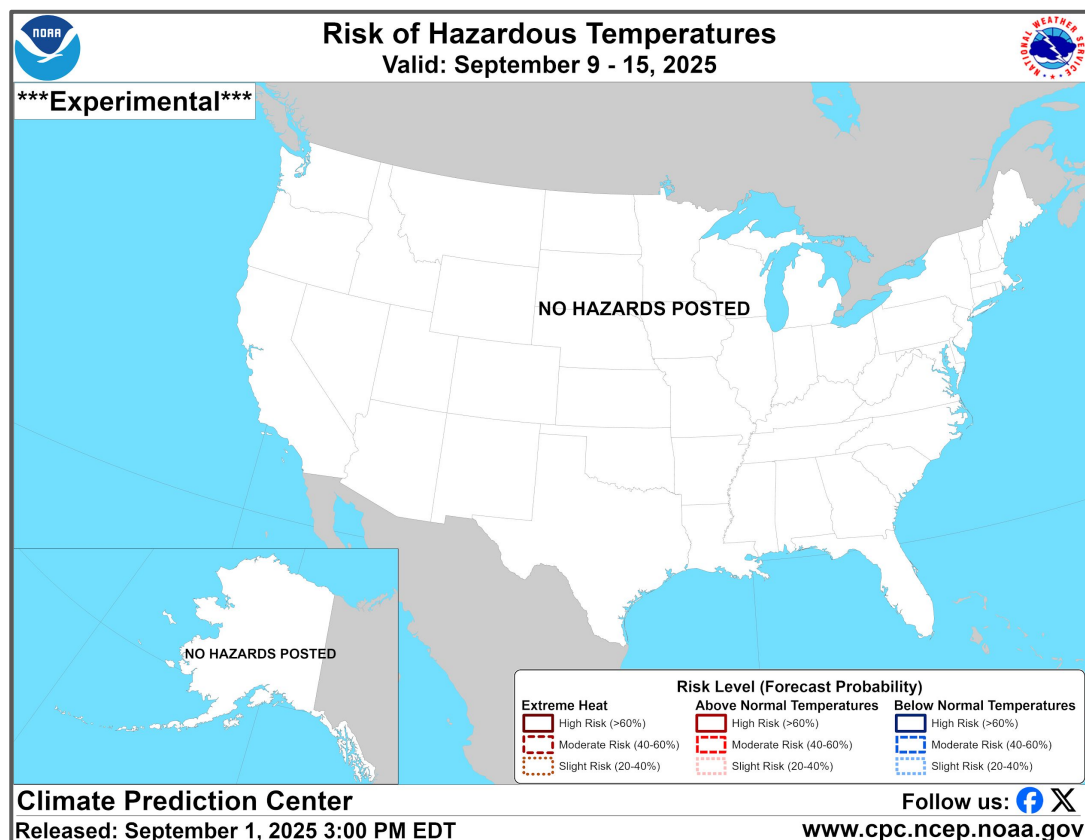 NOAA
Risk of Hazardous Temperatures
Valid: September 9 - 15, 2025
NATIONAL WEATHER SERVICE
***Experimental***
NO HAZARDS POSTED
NO HAZARDS POSTED
Risk Level (Forecast Probability)
Extreme Heat
High Risk (>60%)
Moderate Risk (40-60%)
Slight Risk (20-40%)
Above Normal Temperatures
High Risk (>60%)
Moderate Risk (40-60%)
Slight Risk (20-40%)
Below Normal Temperatures
High Risk (>60%)
Moderate Risk (40-60%)
Slight Risk (20-40%)
Climate Prediction Center
Follow us:
Released: September 1, 2025 3:00 PM EDT
www.cpc.ncep.noaa.gov